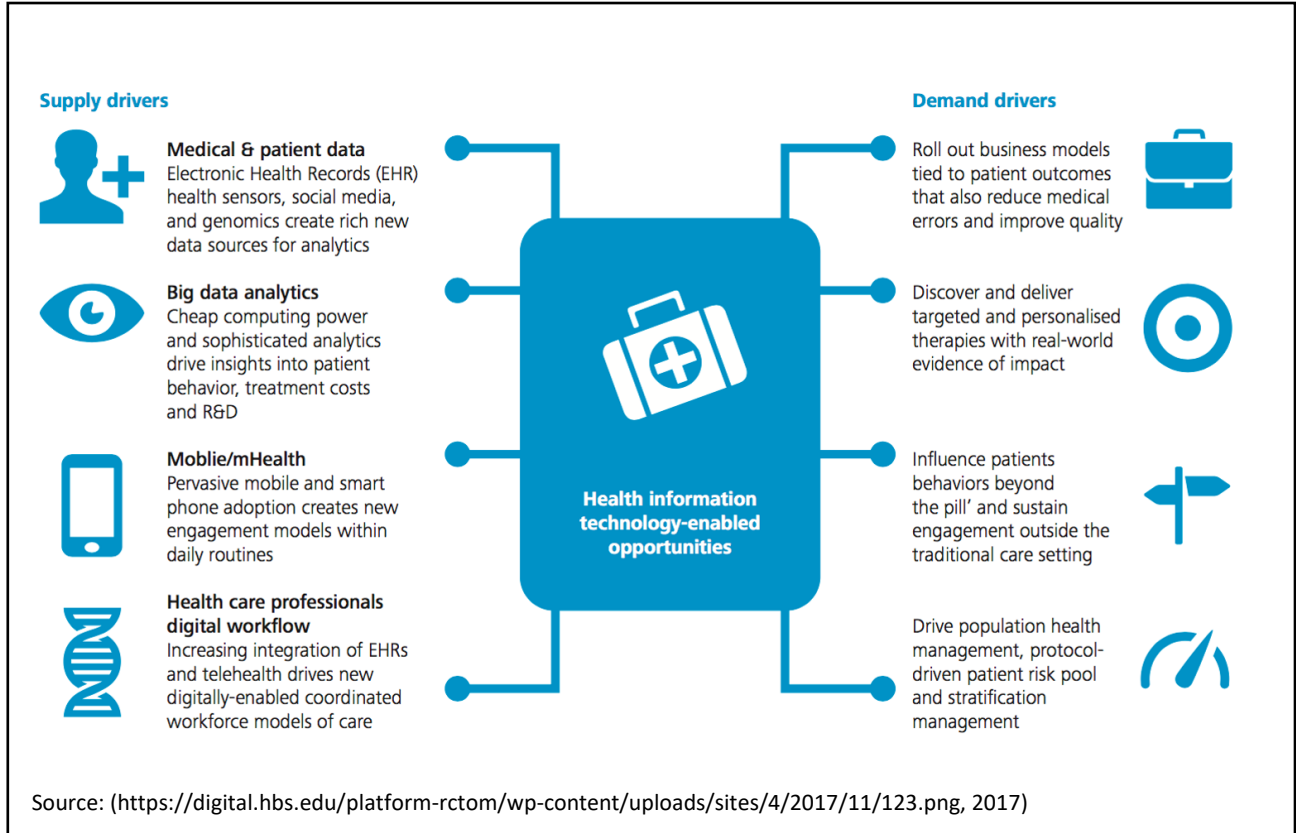 Supply drivers
Medical & patient data
Electronic Health Records (EHR)
health sensors, social media,
and genomics create rich new
data sources for analytics
Big data analytics
Cheap computing power
and sophisticated analytics
drive insights into patient
behavior, treatment costs
and R&D
Moblie/mHealth
Pervasive mobile and smart
phone adoption creates new
engagement models within
daily routines
Health care professionals
digital workflow
Increasing integration of EHRs
and telehealth drives new
digitally-enabled coordinated
workforce models of care
Health information
technology-enabled
opportunities
Demand drivers
Roll out business models
tied to patient outcomes
that also reduce medical
errors and improve quality
Discover and deliver
targeted and personalised
therapies with real-world
evidence of impact
Influence patients
behaviors beyond
the pill’ and sustain
engagement outside the
traditional care setting
Drive population health
management, protocol-
driven patient risk pool
and stratification
management
Source: (https://digital.hbs.edu/platform-rctom/wp-content/uploads/sites/4/2017/11/123.png, 2017)